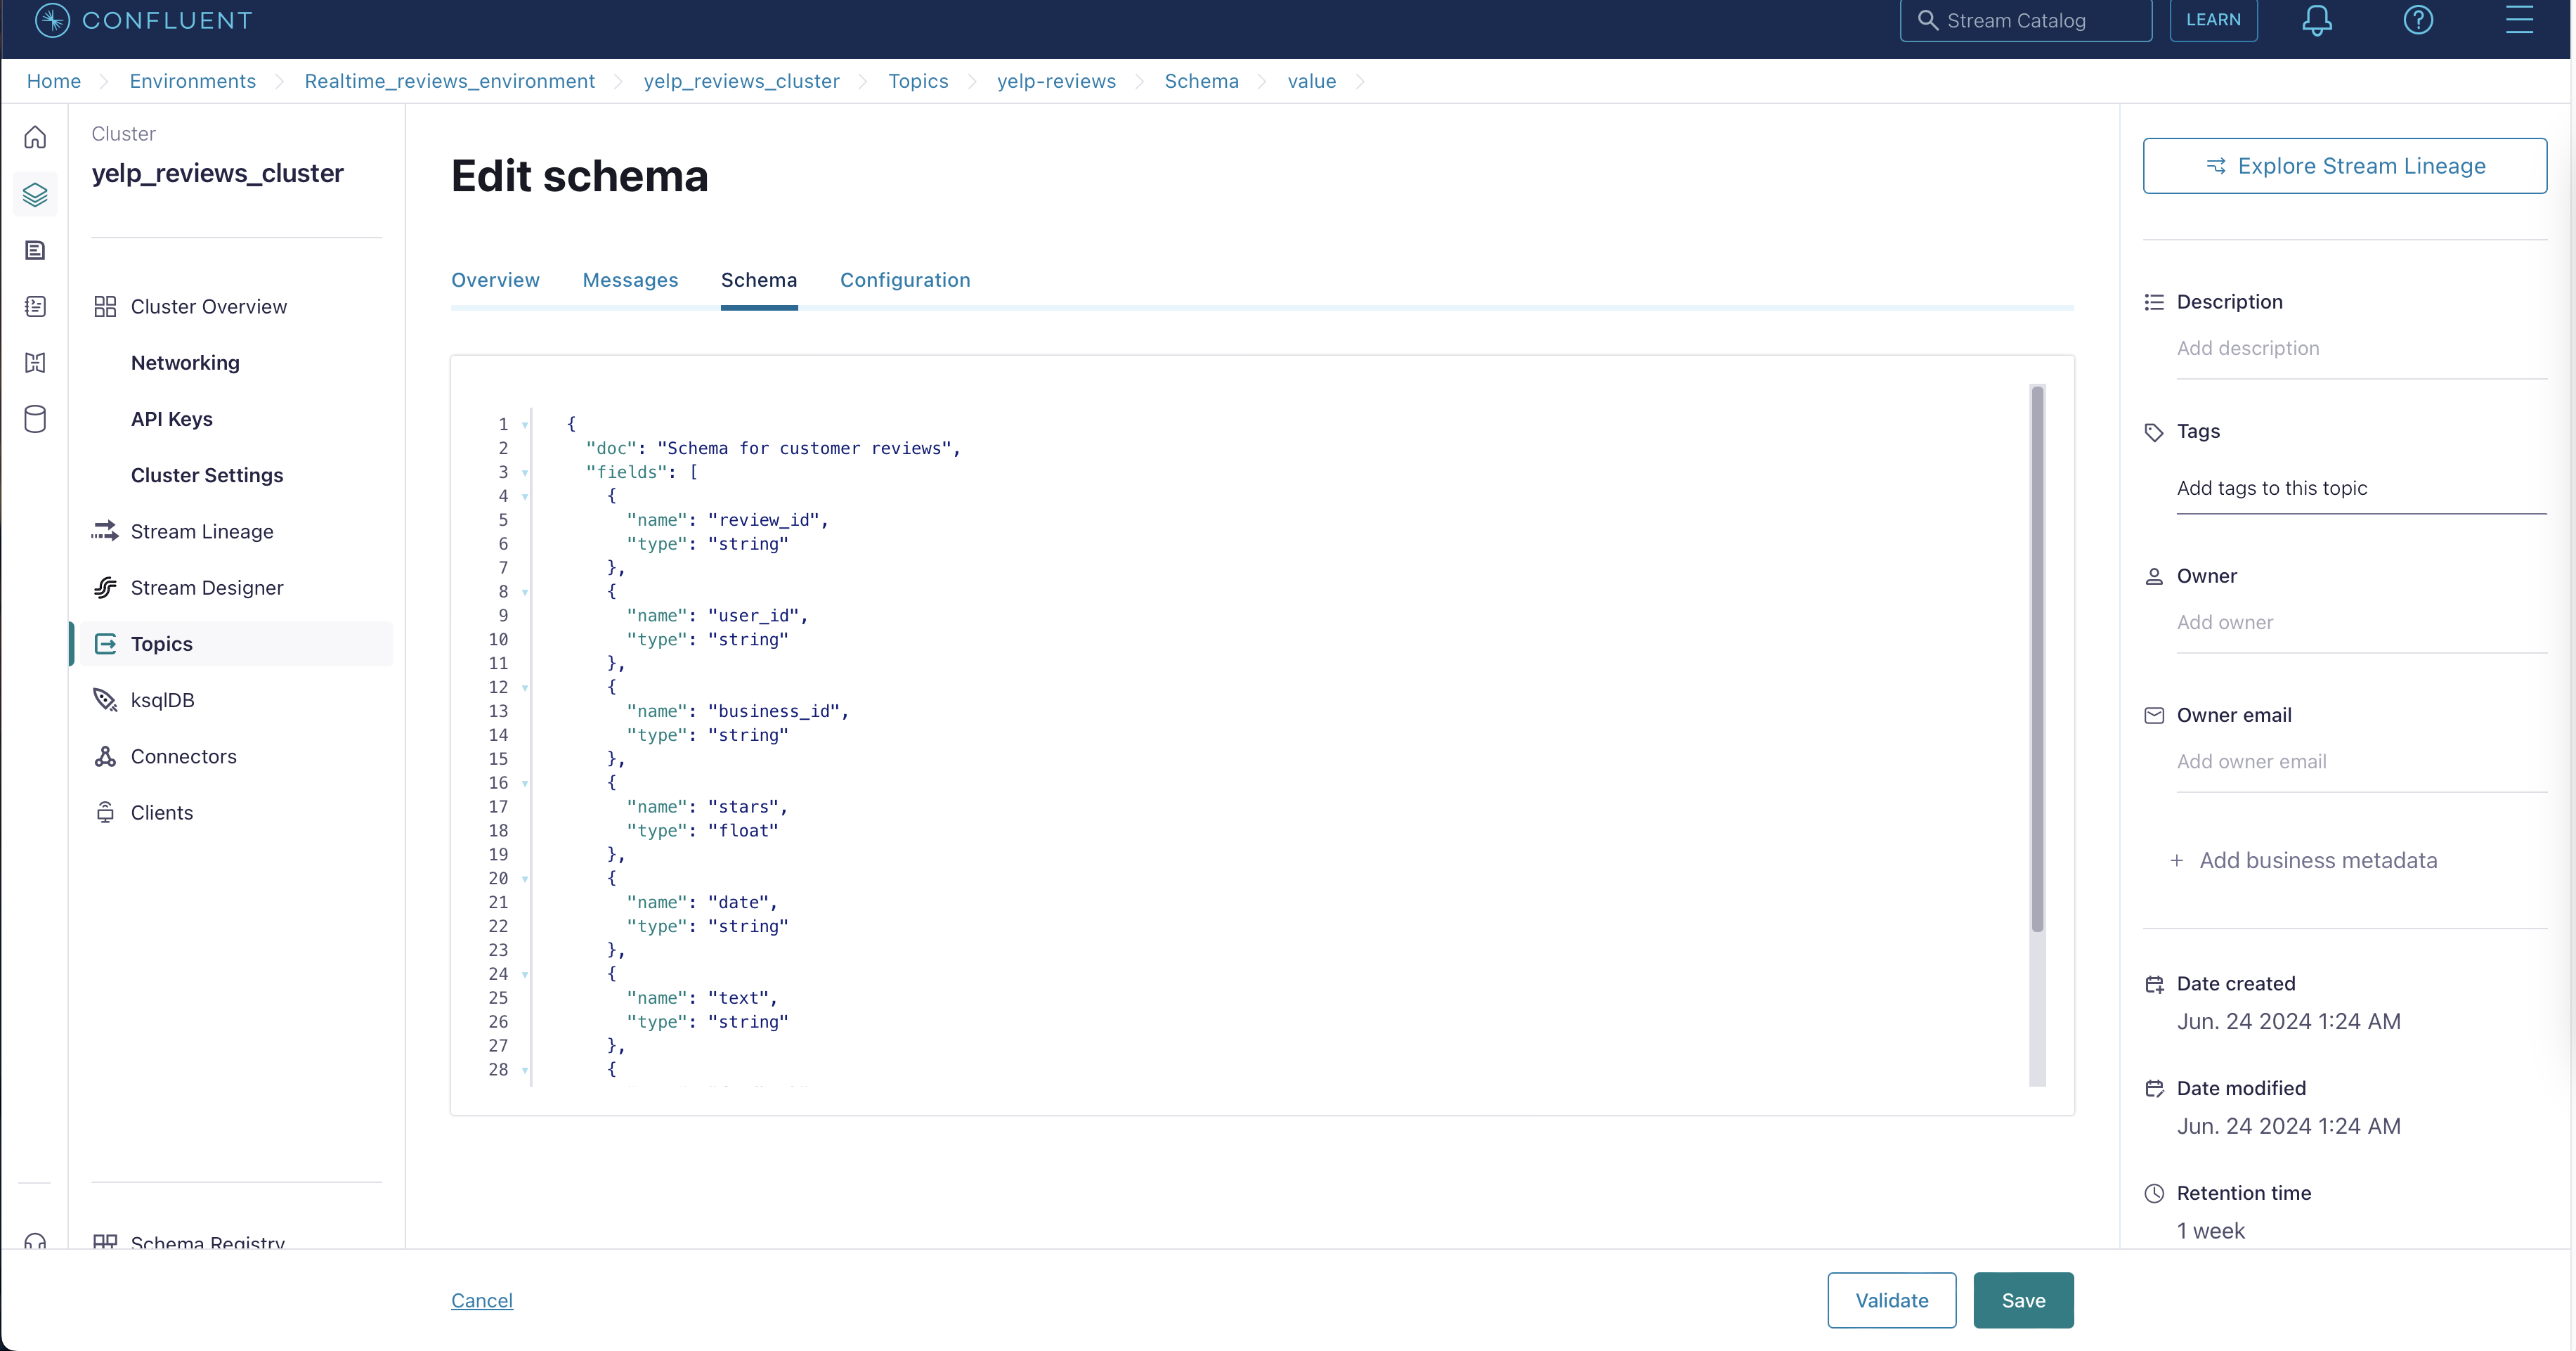 CONFLUENT
Stream Catalog
LEARN
Home
Environments
Realtime_reviews_environment
yelp_reviews_cluster
Topics
yelp-reviews
Schema
value
Cluster
yelp_reviews_cluster
Cluster Overview
Networking
API Keys
Cluster Settings
Stream Lineage
Stream Designer
Topics
ksqlDB
Connectors
Clients
Schema Registry
Edit schema
Overview
Messages
Schema
Configuration
1 {
2 "doc": "Schema for customer reviews",
3 "fields": [
4 {
5 "name": "review_id",
6 "type": "string"
7 },
8 {
9 "name": "user_id",
10 "type": "string"
11 },
12 {
13 "name": "business_id",
14 "type": "string"
15 },
16 {
17 "name": "stars",
18 "type": "float"
19 },
20 {
21 "name": "date",
22 "type": "string"
23 },
24 {
25 "name": "text",
26 "type": "string"
27 },
28 {
Cancel
Validate
Save
Explore Stream Lineage
Description
Add description
Tags
Add tags to this topic
Owner
Add owner
Owner email
Add owner email
+ Add business metadata
Date created
Jun. 24 2024 1:24 AM
Date modified
Jun. 24 2024 1:24 AM
Retention time
1 week